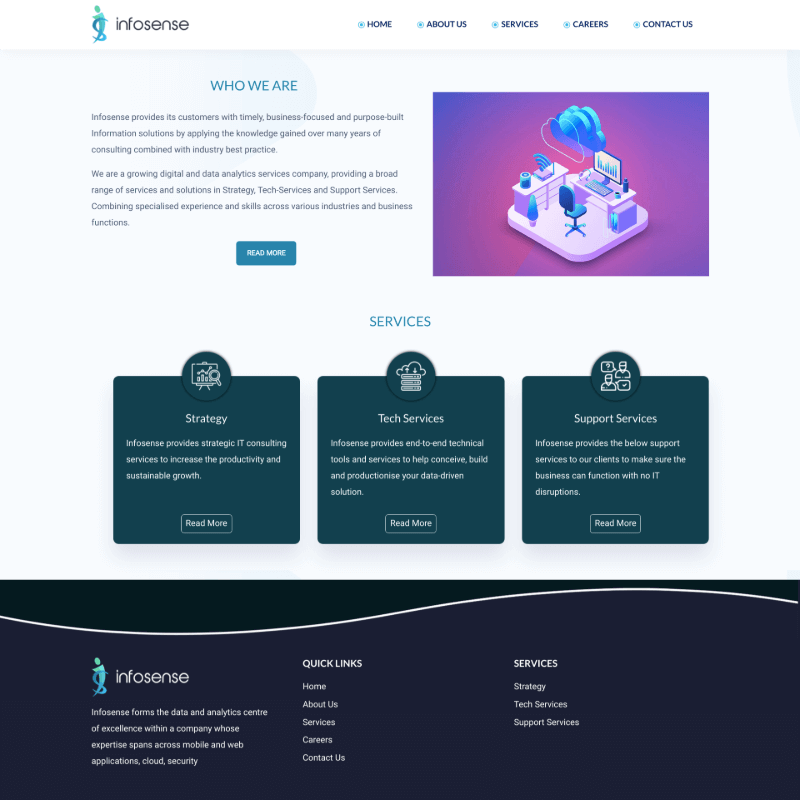 infosense
HOME
ABOUT US
SERVICES
CAREERS
CONTACT US
WHO WE ARE
Infosense provides its customers with timely, business-focused and purpose-built
Information solutions by applying the knowledge gained over many years of
consulting combined with industry best practice.
We are a growing digital and data analytics services company, providing a broad
range of services and solutions in Strategy, Tech-Services and Support Services.
Combining specialised experience and skills across various industries and business
functions.
READ MORE
SERVICES
Strategy
Infosense provides strategic IT consulting
services to increase the productivity and
sustainable growth.
Read More
Tech Services
Infosense provides end-to-end technical
tools and services to help conceive, build
and productionise your data-driven
solution.
Read More
Support Services
Infosense provides the below support
services to our clients to make sure the
business can function with no IT
disruptions.
Read More
infosense
Infosense forms the data and analytics centre
of excellence within a company whose
expertise spans across mobile and web
applications, cloud, security
QUICK LINKS
Home
About Us
Services
Careers
Contact Us
SERVICES
Strategy
Tech Services
Support Services